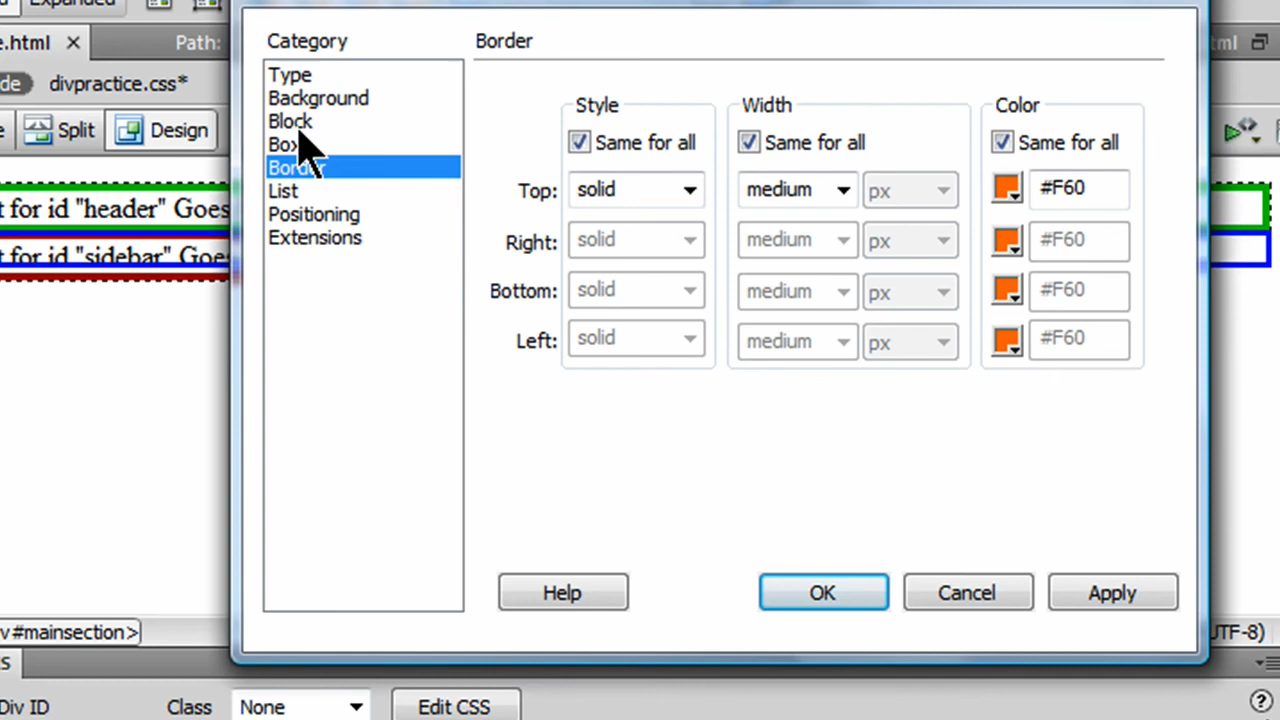 Expanded
e.html
Path:
tml
de divpractice.css*
Split
Design
t for id "header" Goes
t for id "sidebar" Goes
Category
Type
Background
Block
Box
Border
List
Positioning
Extensions
Border
Style
Width
Color
Same for all
Same for all
Same for all
Top: solid medium px #F60
Right: solid medium px #F60
Bottom: solid medium px #F60
Left: solid medium px #F60
Help
OK
Cancel
Apply
v #mainsection>
UTF-8)
S
Div ID
Class
None
Edit CSS
?